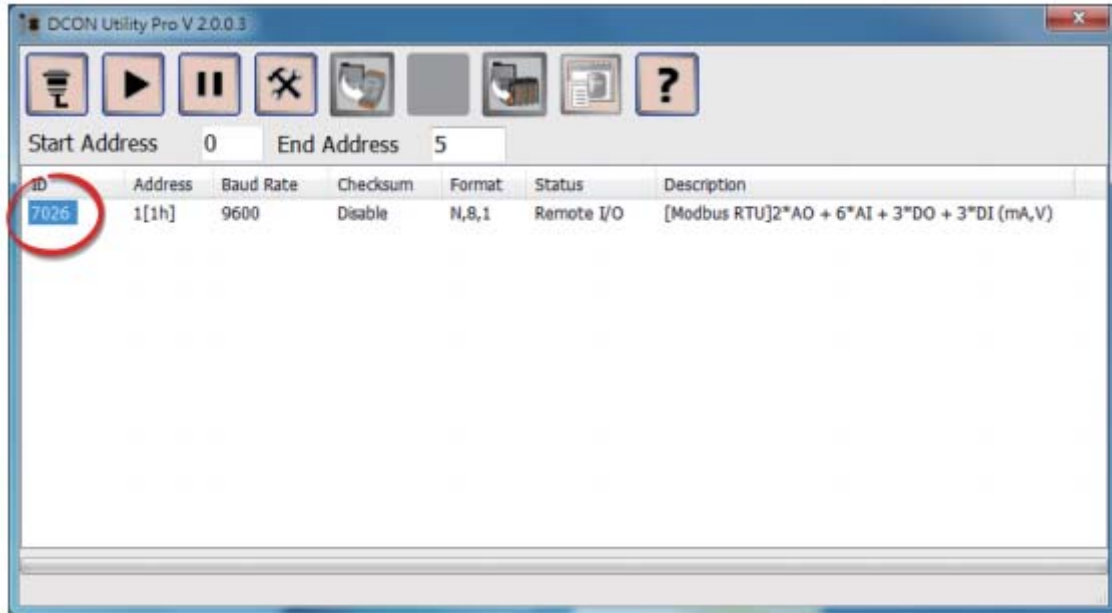 DCON Utility Pro V 2.0.0.3
?
Start Address 0 End Address 5
ID Address Baud Rate Checksum Format Status Description
7026 1[1h] 9600 Disable N,8,1 Remote I/O [Modbus RTU]2*AO + 6*AI + 3*DO + 3*DI (mA,V)